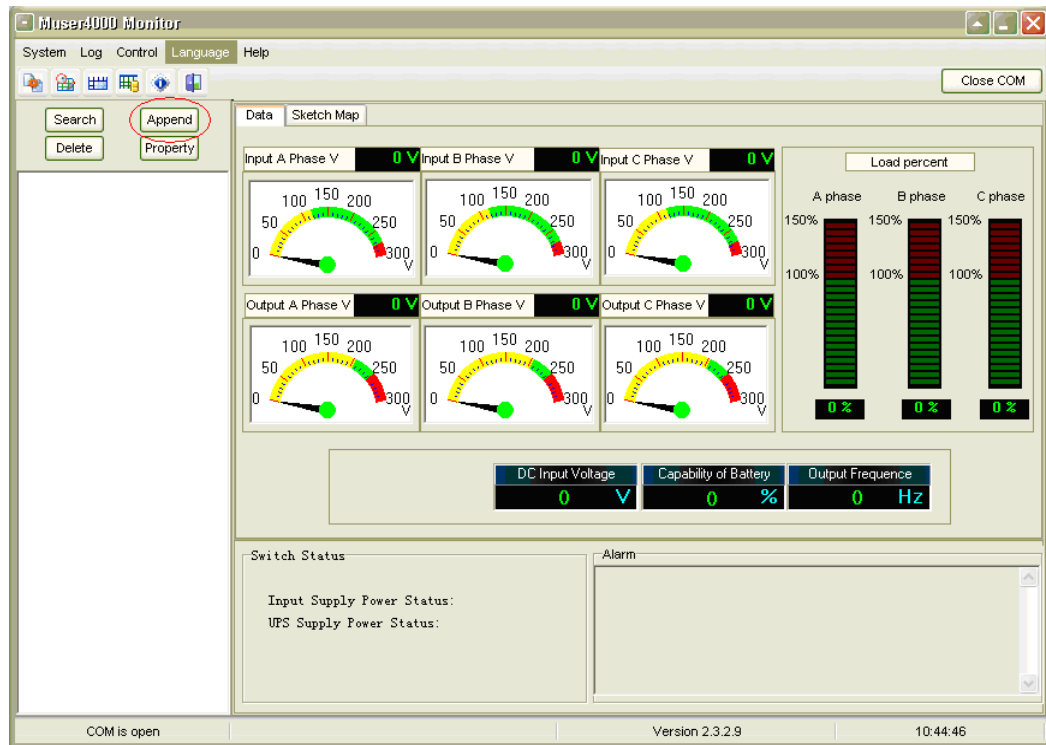 Muser4000 Monitor
System Log Control Language Help
Close COM
Search Append
Delete Property
Data Sketch Map
Input A Phase V 0 V Input B Phase V 0 V Input C Phase V 0 V
0 50 100 150 200 250 300 V
0 50 100 150 200 250 300 V
0 50 100 150 200 250 300 V
Output A Phase V 0 V Output B Phase V 0 V Output C Phase V 0 V
0 50 100 150 200 250 300 V
0 50 100 150 200 250 300 V
0 50 100 150 200 250 300 V
Load percent
A phase B phase C phase
150% 150% 150%
100% 100% 100%
0 % 0 % 0 %
DC Input Voltage Capability of Battery Output Frequence
0 V 0 % 0 Hz
Switch Status
Input Supply Power Status:
UPS Supply Power Status:
Alarm
COM is open Version 2.3.2.9 10:44:46